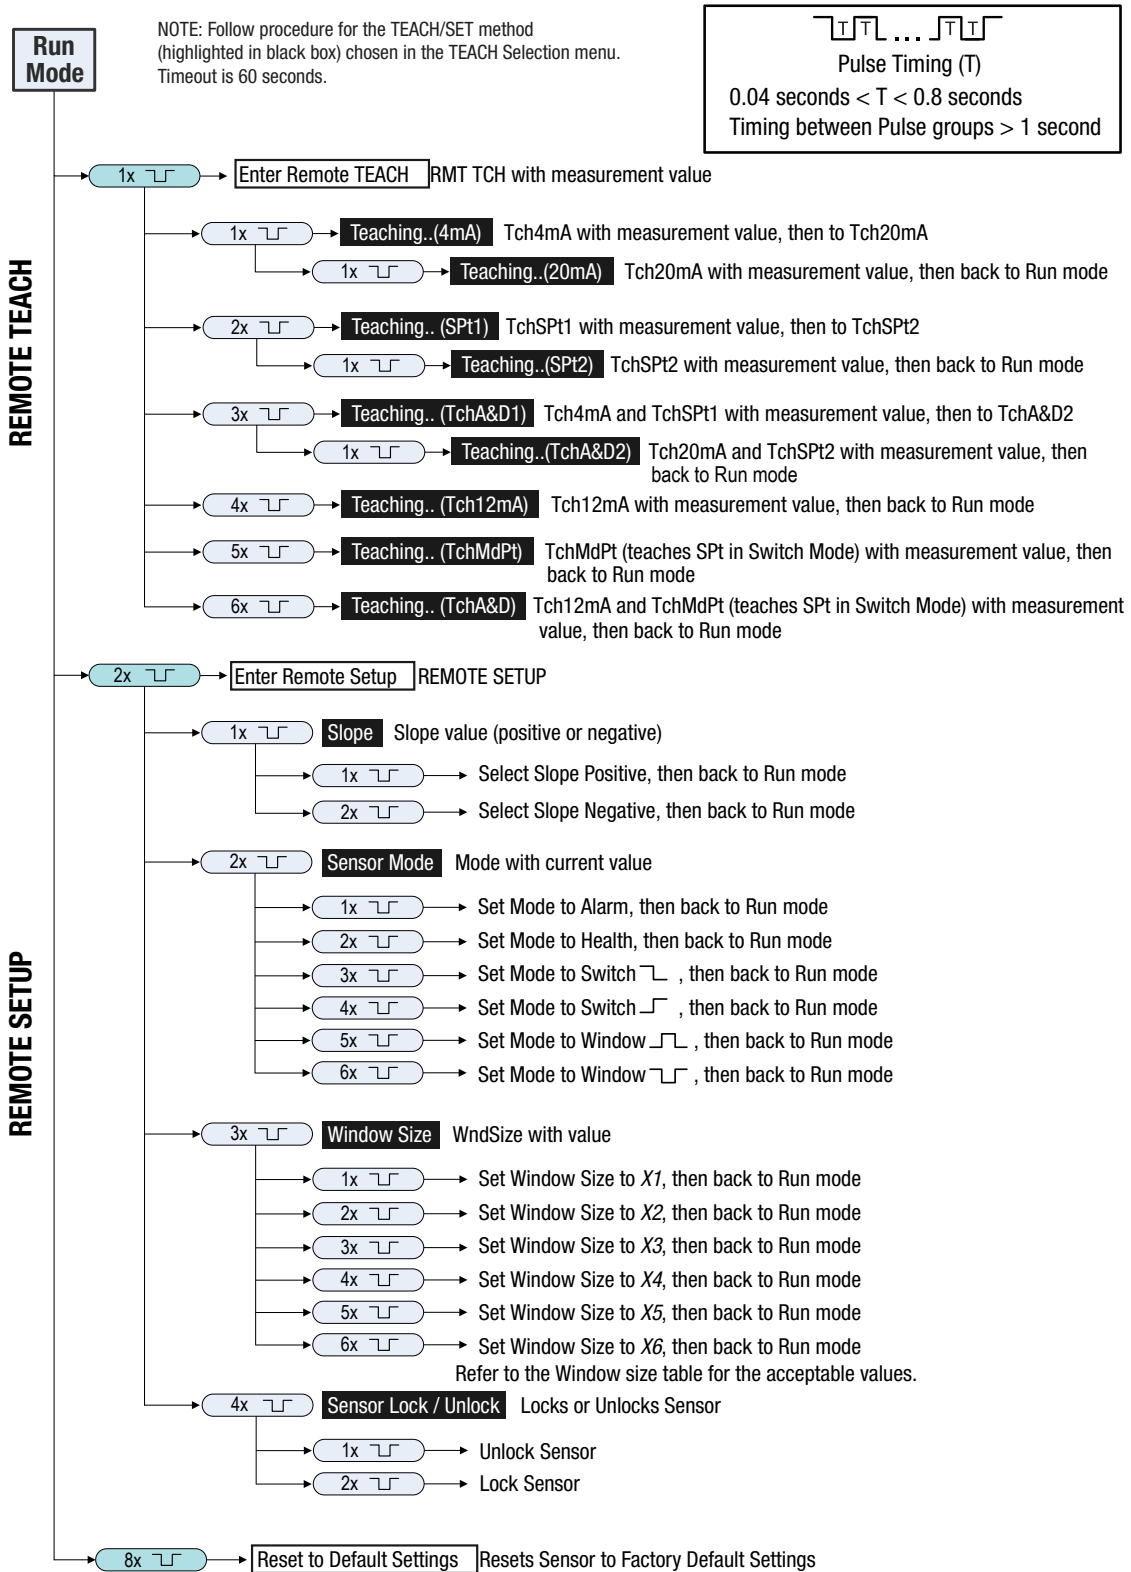 Run
Mode
NOTE: Follow procedure for the TEACH/SET method
(highlighted in black box) chosen in the TEACH Selection menu.
Timeout is 60 seconds.
T T ... T T
Pulse Timing (T)
0.04 seconds < T < 0.8 seconds
Timing between Pulse groups > 1 second
REMOTE TEACH
1x Enter Remote TEACH RMT TCH with measurement value
1x Teaching..(4mA) Tch4mA with measurement value, then to Tch20mA
1x Teaching..(20mA) Tch20mA with measurement value, then back to Run mode
2x Teaching.. (SPt1) TchSPt1 with measurement value, then to TchSPt2
1x Teaching..(SPt2) TchSPt2 with measurement value, then back to Run mode
3x Teaching.. (TchA&D1) Tch4mA and TchSPt1 with measurement value, then to TchA&D2
1x Teaching..(TchA&D2) Tch20mA and TchSPt2 with measurement value, then
back to Run mode
4x Teaching.. (Tch12mA) Tch12mA with measurement value, then back to Run mode
5x Teaching.. (TchMdPt) TchMdPt (teaches SPt in Switch Mode) with measurement value, then
back to Run mode
6x Teaching.. (TchA&D) Tch12mA and TchMdPt (teaches SPt in Switch Mode) with measurement
value, then back to Run mode
REMOTE SETUP
2x Enter Remote Setup REMOTE SETUP
1x Slope Slope value (positive or negative)
1x Select Slope Positive, then back to Run mode
2x Select Slope Negative, then back to Run mode
2x Sensor Mode Mode with current value
1x Set Mode to Alarm, then back to Run mode
2x Set Mode to Health, then back to Run mode
3x Set Mode to Switch , then back to Run mode
4x Set Mode to Switch , then back to Run mode
5x Set Mode to Window , then back to Run mode
6x Set Mode to Window , then back to Run mode
3x Window Size WndSize with value
1x Set Window Size to X1, then back to Run mode
2x Set Window Size to X2, then back to Run mode
3x Set Window Size to X3, then back to Run mode
4x Set Window Size to X4, then back to Run mode
5x Set Window Size to X5, then back to Run mode
6x Set Window Size to X6, then back to Run mode
Refer to the Window size table for the acceptable values.
4x Sensor Lock / Unlock Locks or Unlocks Sensor
1x Unlock Sensor
2x Lock Sensor
8x Reset to Default Settings Resets Sensor to Factory Default Settings